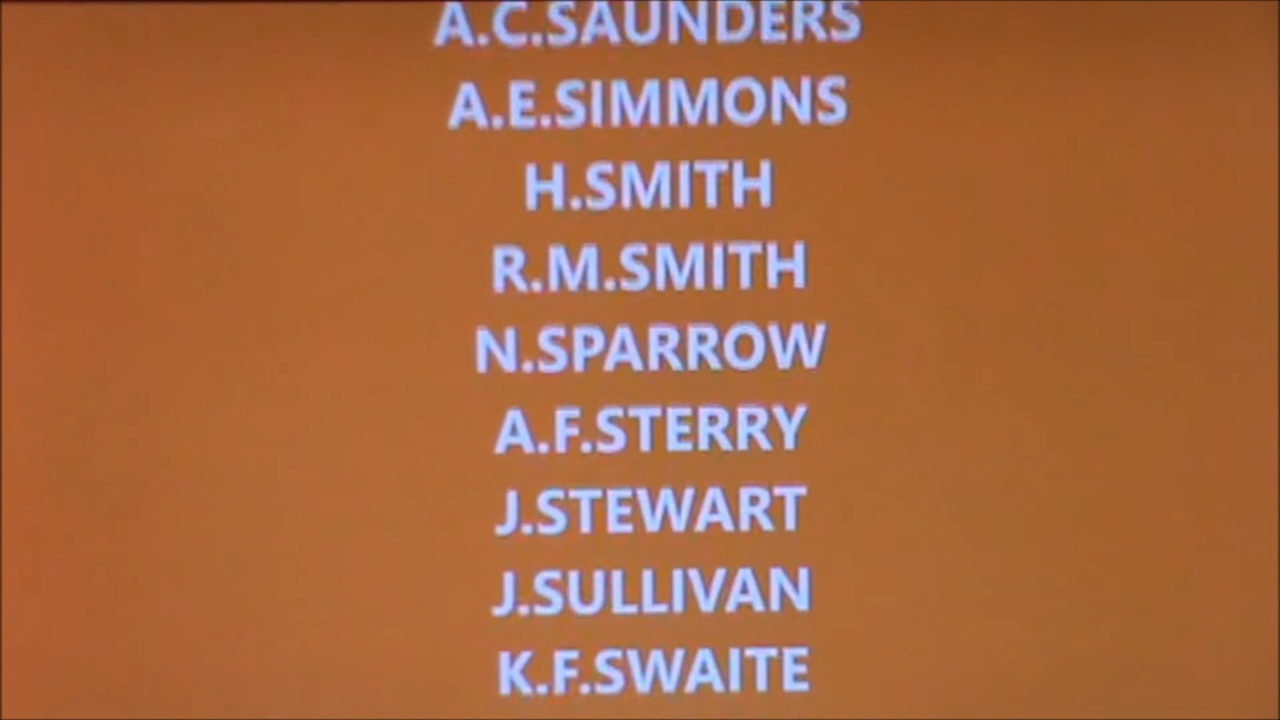 A.C.SAUNDERS
A.E.SIMMONS
H.SMITH
R.M.SMITH
N.SPARROW
A.F.STERRY
J.STEWART
J.SULLIVAN
K.F.SWAITE